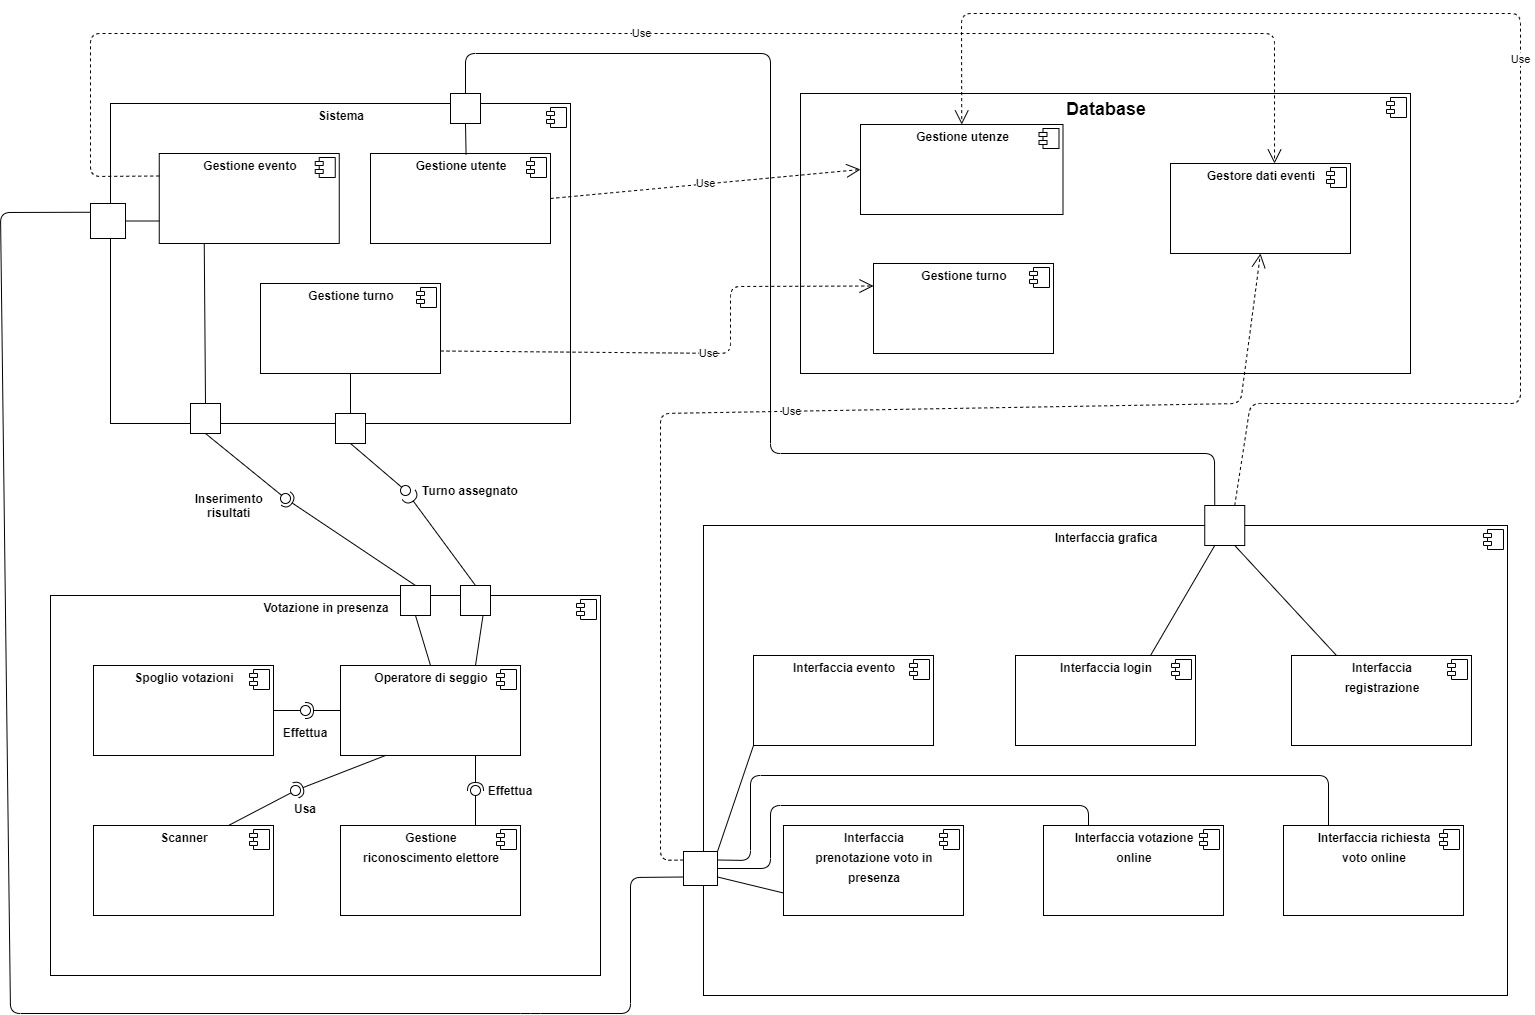 Use
Use
Sistema
Database
Gestione evento
Gestione utente
Gestione utenze
Gestore dati eventi
Use
Gestione turno
Gestione turno
Use
Use
Inserimento
risultati
Turno assegnato
Interfaccia grafica
Votazione in presenza
Spoglio votazioni
Operatore di seggio
Effettua
Usa
Effettua
Scanner
Gestione
riconoscimento elettore
Interfaccia evento
Interfaccia login
Interfaccia
registrazione
Interfaccia
prenotazione voto in
presenza
Interfaccia votazione
online
Interfaccia richiesta
voto online